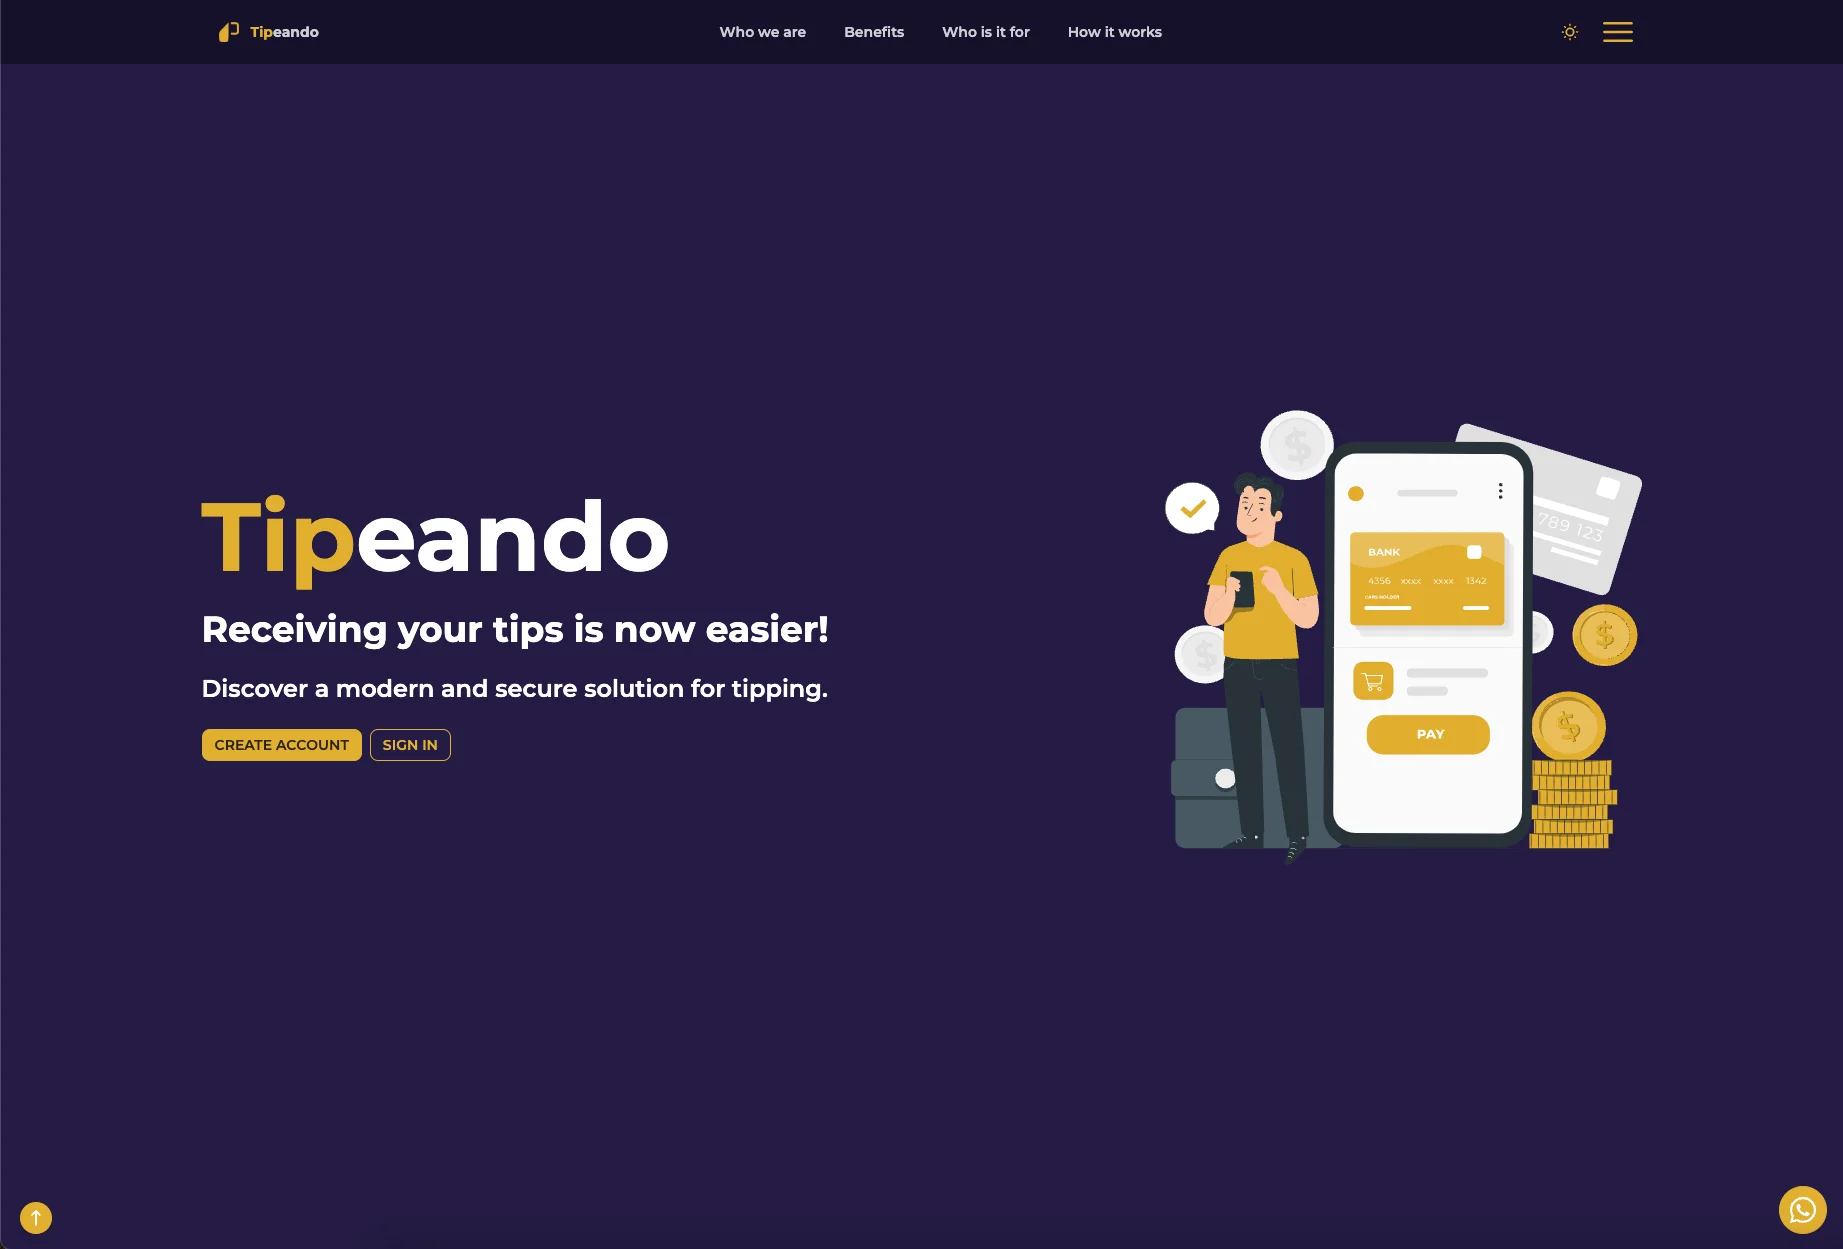 Tipeando
Who we are
Benefits
Who is it for
How it works
Tipeando
Receiving your tips is now easier!
Discover a modern and secure solution for tipping.
CREATE ACCOUNT
SIGN IN
$
789 123
BANK
4356 xxxx xxxx 1342
CARD HOLDER
$
$
PAY
$